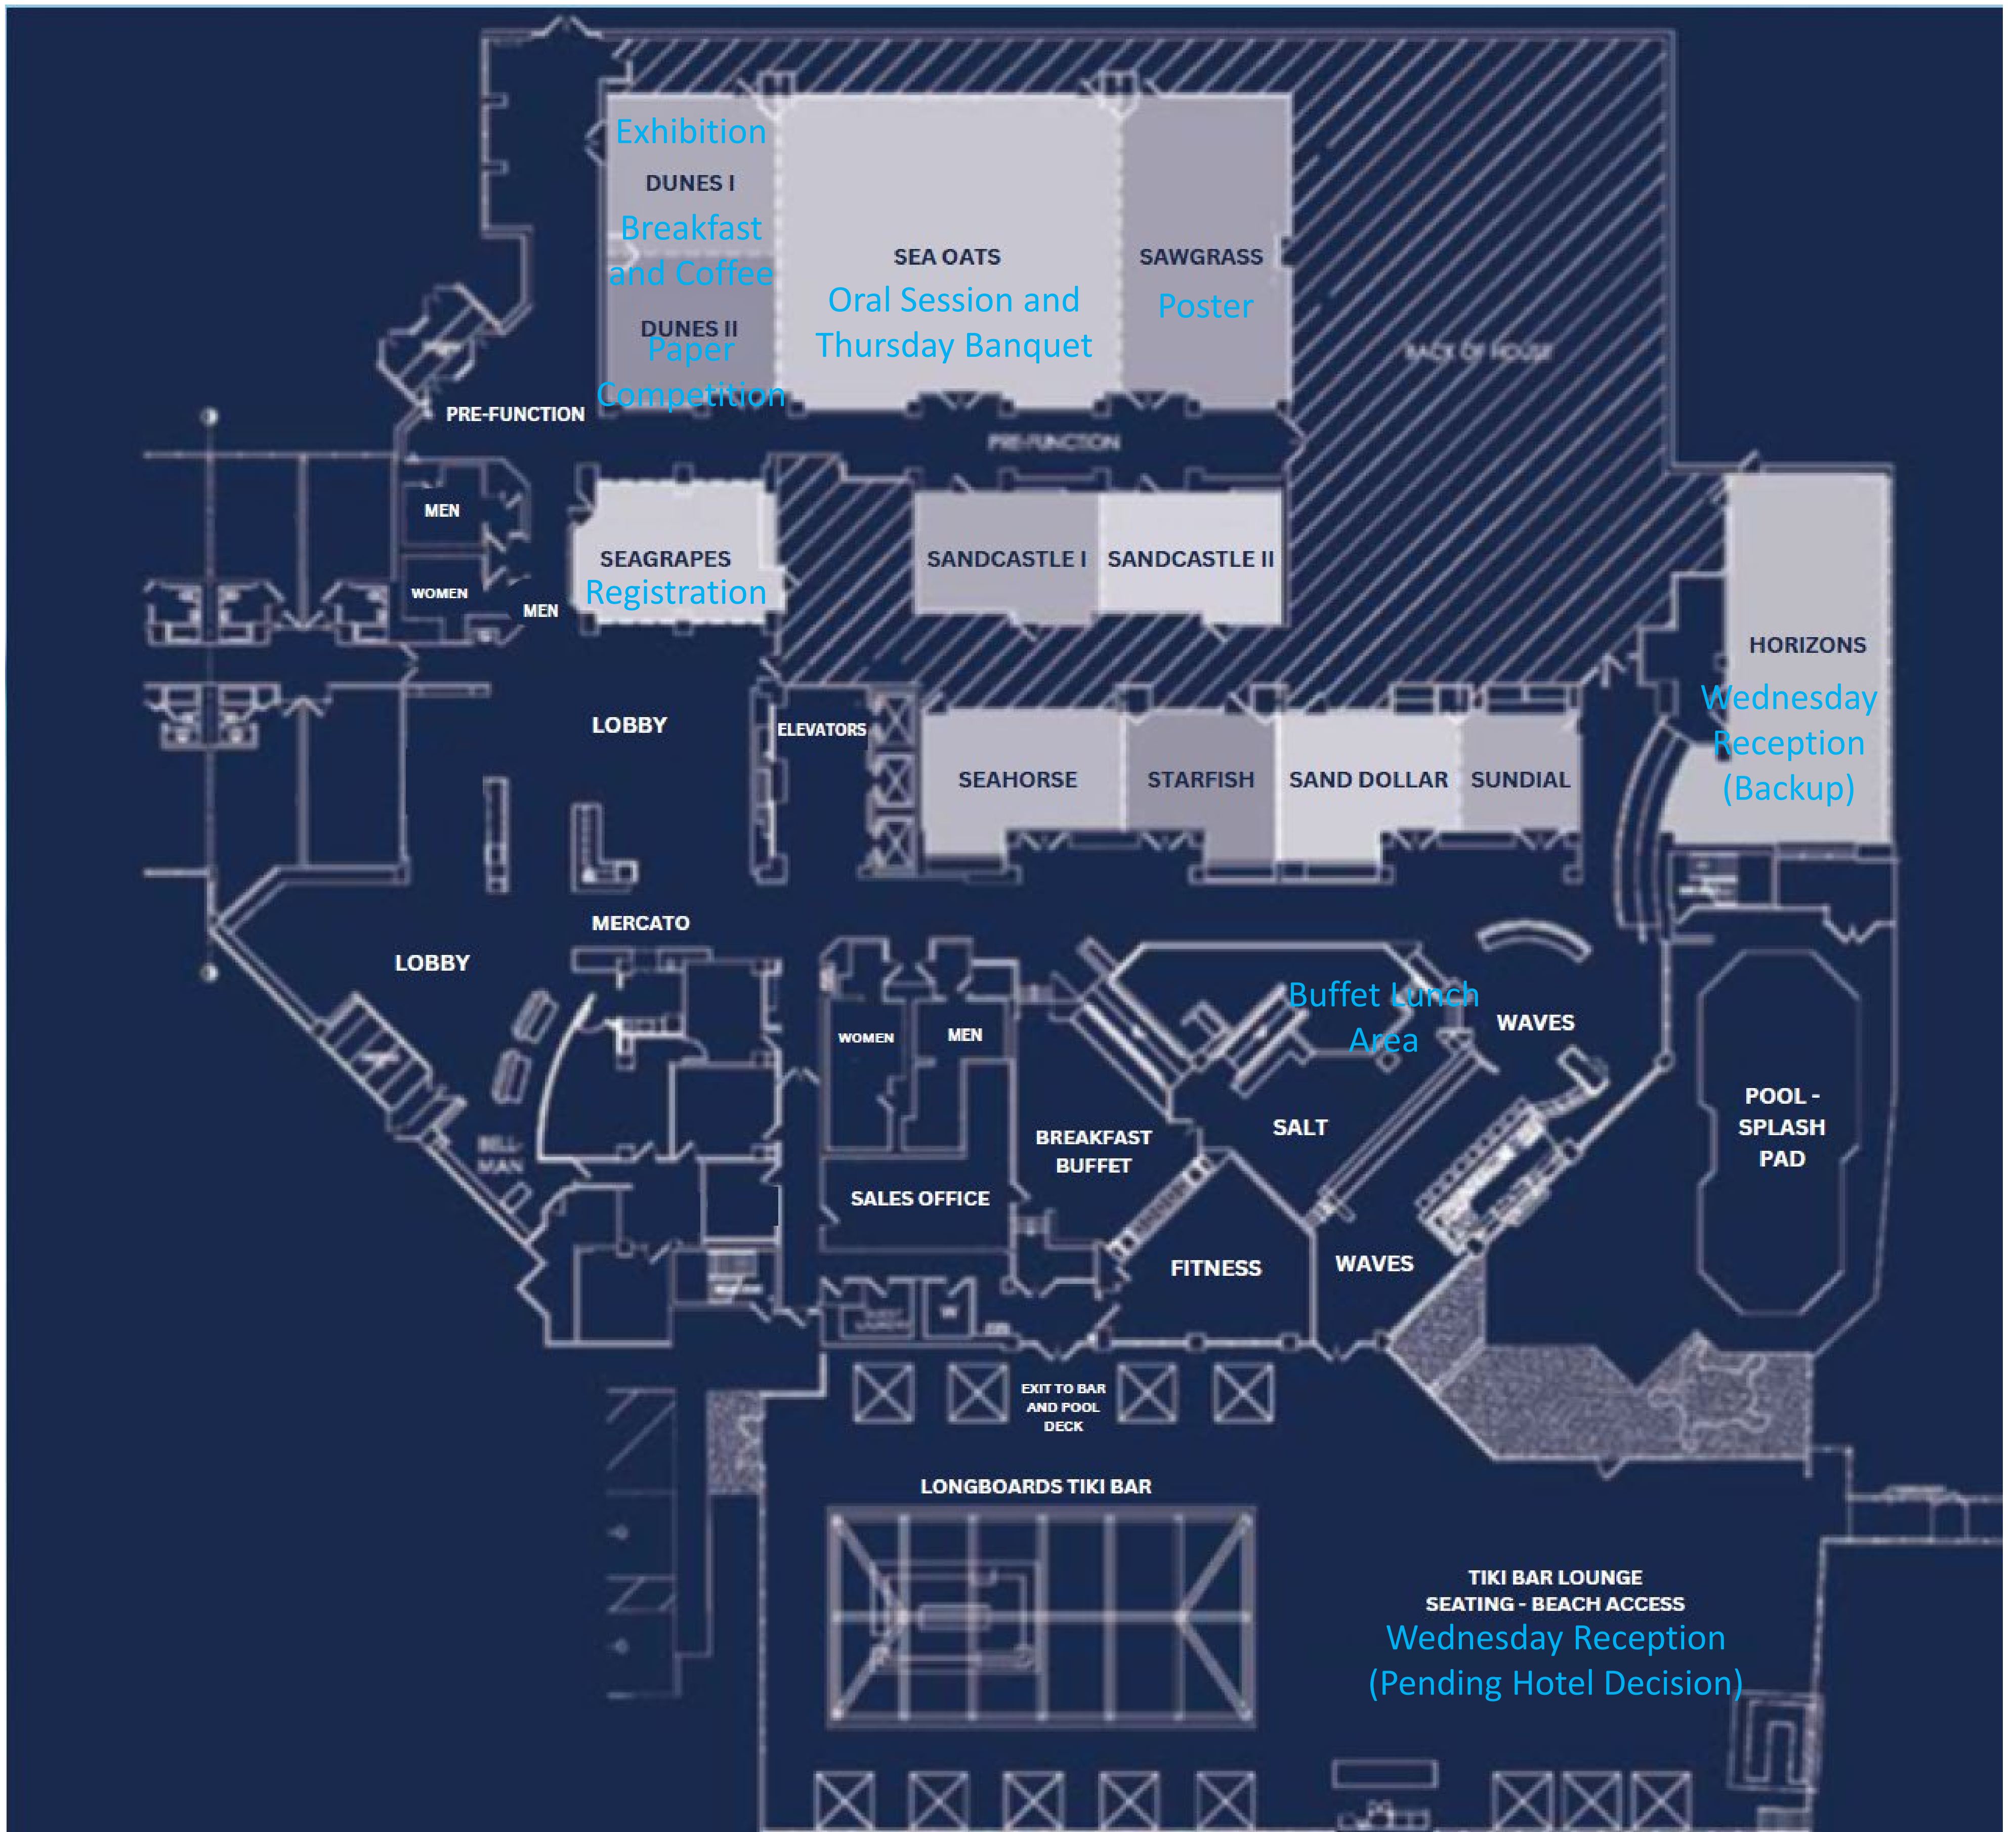 Exhibition
DUNES I
Breakfast
and Coffee
DUNES II
Paper
Competition
SEA OATS
Oral Session and
Thursday Banquet
SAWGRASS
Poster
BACK OF HOUSE
PRE-FUNCTION
PRE-FUNCTION
MEN
WOMEN
MEN
SEAGRAPES
Registration
SANDCASTLE I
SANDCASTLE II
HORIZONS
Wednesday
Reception
(Backup)
LOBBY
ELEVATORS
SEAHORSE
STARFISH
SAND DOLLAR
SUNDIAL
MERCATO
LOBBY
Buffet Lunch
Area
WAVES
WOMEN
MEN
BELL
MAN
BREAKFAST
BUFFET
SALT
POOL -
SPLASH
PAD
SALES OFFICE
FITNESS
WAVES
EXIT TO BAR
AND POOL
DECK
LONGBOARDS TIKI BAR
TIKI BAR LOUNGE
SEATING - BEACH ACCESS
Wednesday Reception
(Pending Hotel Decision)